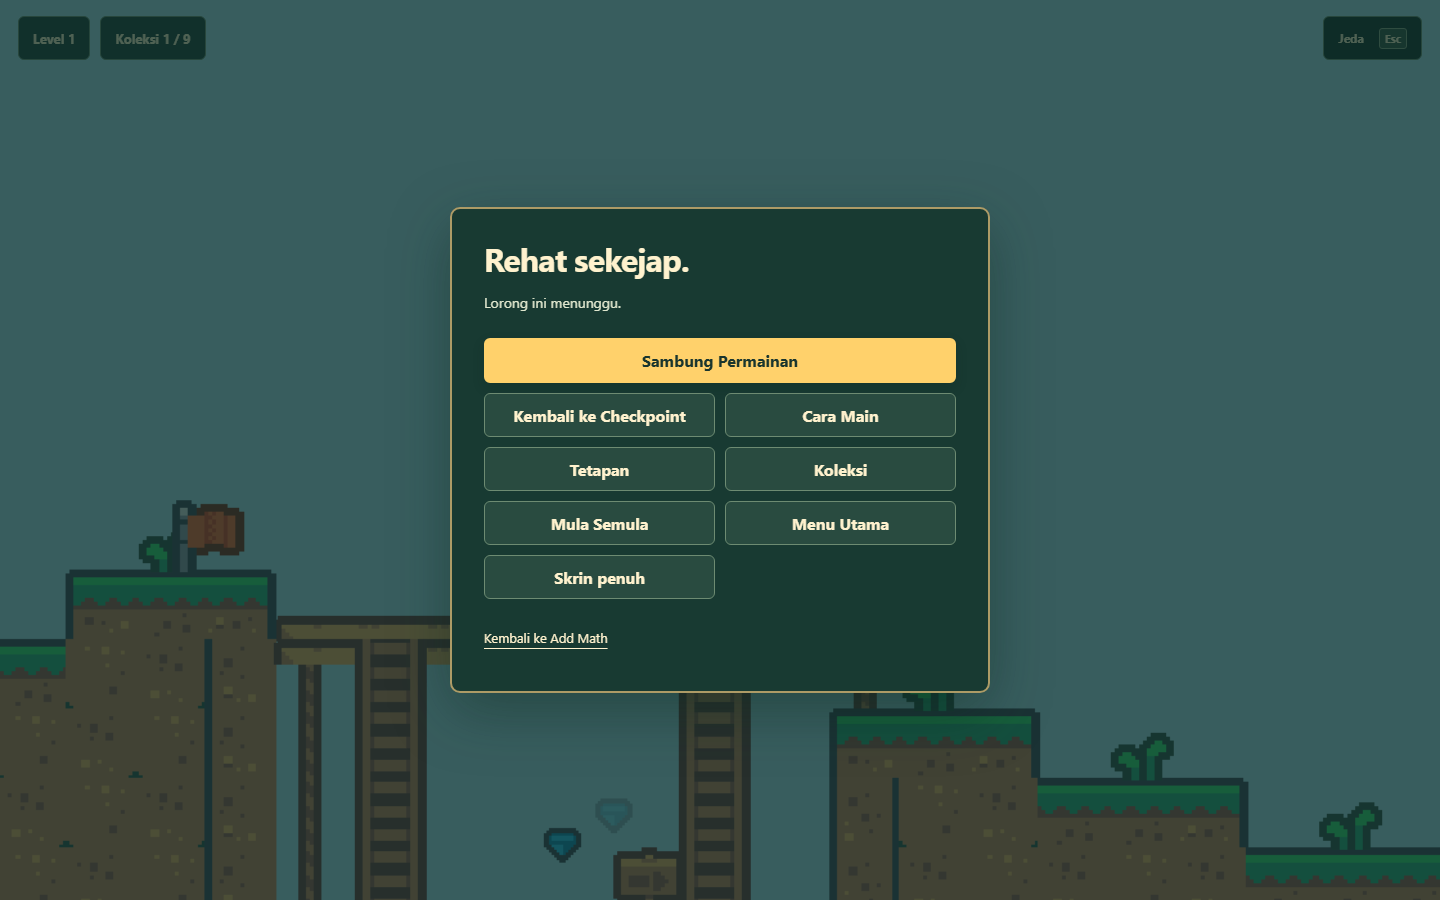 Level 1
Koleksi 1 / 9
Jeda Esc
Rehat sekejap.
Lorong ini menunggu.
Sambung Permainan
Kembali ke Checkpoint
Cara Main
Tetapan
Koleksi
Mula Semula
Menu Utama
Skrin penuh
Kembali ke Add Math